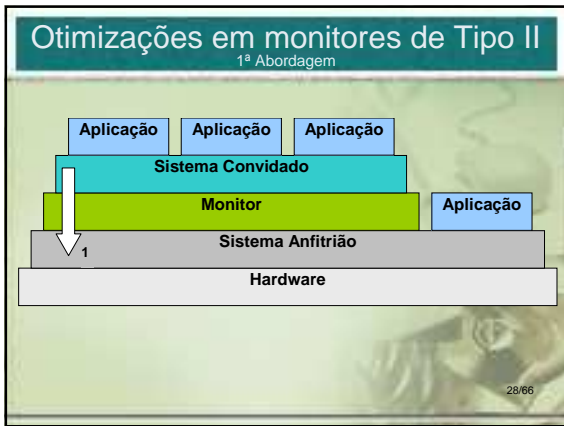 Otimizações em monitores de Tipo II
1ª Abordagem
Aplicação Aplicação Aplicação
Sistema Convidado
Monitor Aplicação
Sistema Anfitrião
1
Hardware
28/66